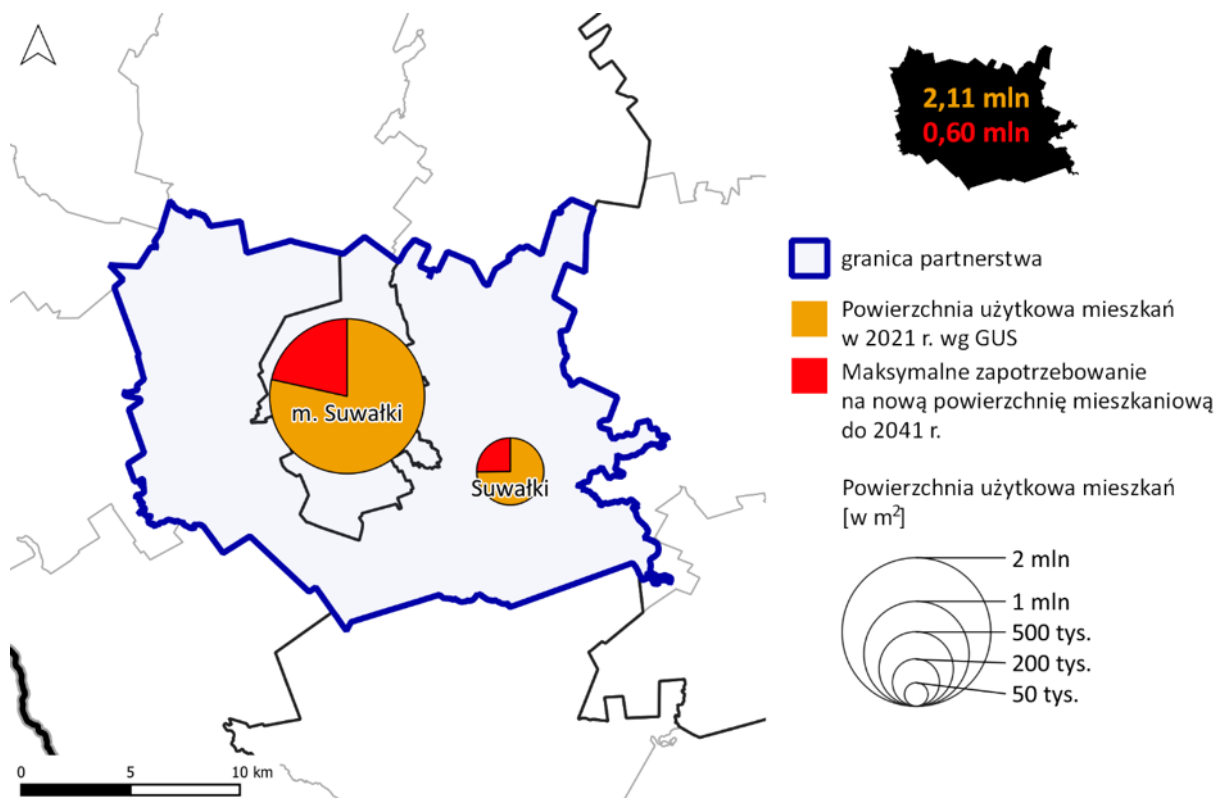 2,11 mln
0,60 mln
granica partnerstwa
Powierzchnia użytkowa mieszkań
w 2021 r. wg GUS
Maksymalne zapotrzebowanie
na nową powierzchnię mieszkaniową
do 2041 r.
Powierzchnia użytkowa mieszkań
[w m²]
2 mln
1 mln
500 tys.
200 tys.
50 tys.
m. Suwałki
Suwałki
0 5 10 km